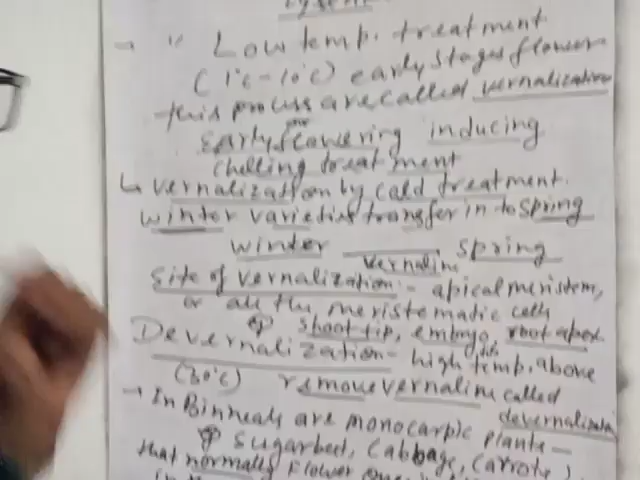 → " Low temp. treatment
(1°c - 10°c) early stages flower
this process are called vernalization
Early flowering inducing
chilling treatment
↳ vernalization by cold treatment.
winter varieties transfer in to spring
winter spring
vernalin
Site of vernalization :- apical meristem,
or all the meristematic cells
eg shoot tip, embryo, root apex
Devernalization - high temp. above
(30°c) remove vernalin called
devernalization
→ In Binneals are monocarpic plants -
eg sugarbeet, Cabbage, Carrots)
that normally flower